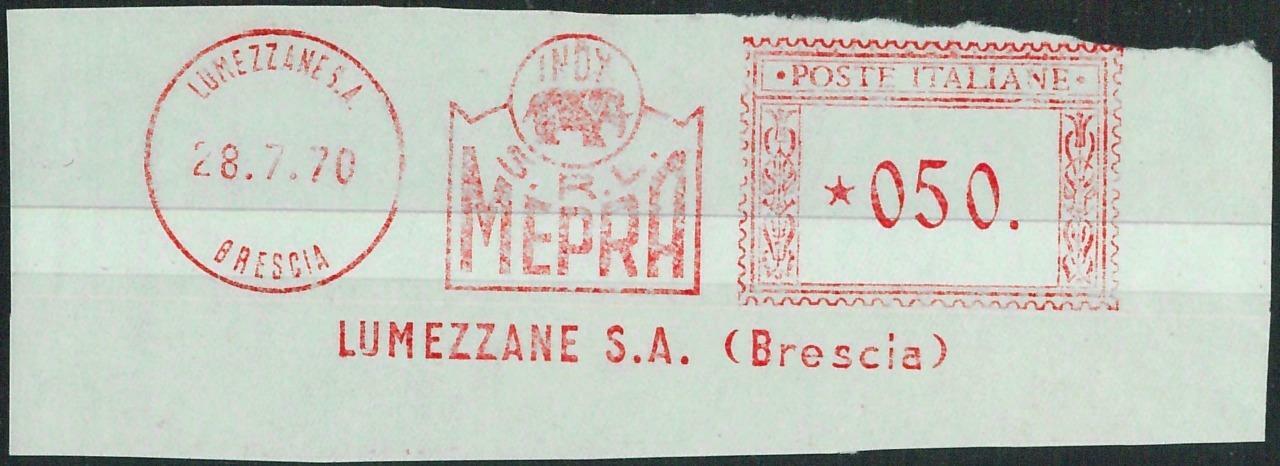 LUMEZZANE S.A.
28.7.70
BRESCIA
INOX
MEPRA
• POSTE ITALIANE •
★050.
LUMEZZANE S.A. (Brescia)